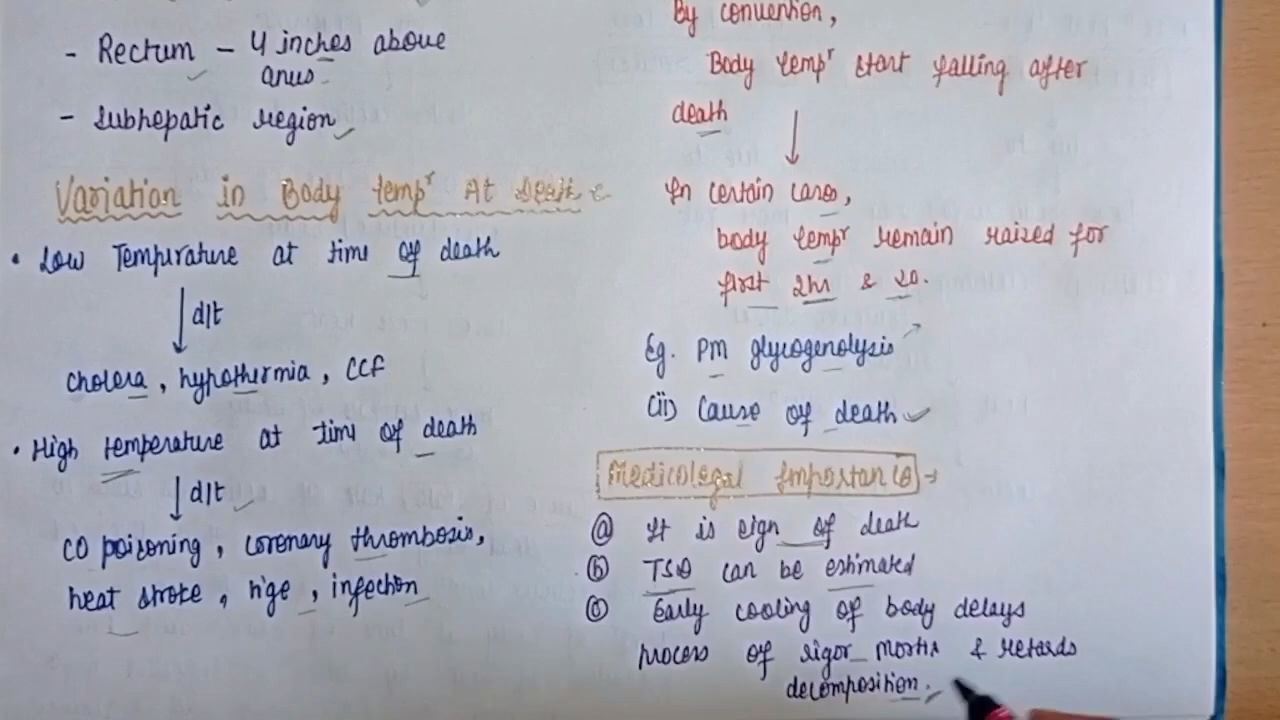 - Rectum - 4 inches above
anus.
- Subhepatic region
Variation in Body tempr At death
• Low Temperature at time of death
d/t
cholera, hypothermia, CCF
• High temperature at time of death
d/t
CO poisoning, coronary thrombosis,
heat stroke, infection
By convention,
Body tempr start falling after
death
In certain cases,
body tempr remain raised for
first 2hr &
Eg. PM glycogenolysis
(ii) Cause of death
Medicolegal Importance
(a) It is sign of death
(b) TSD can be estimated
(c) Early cooling of body delays
process of rigor mortis & retards
decomposition.